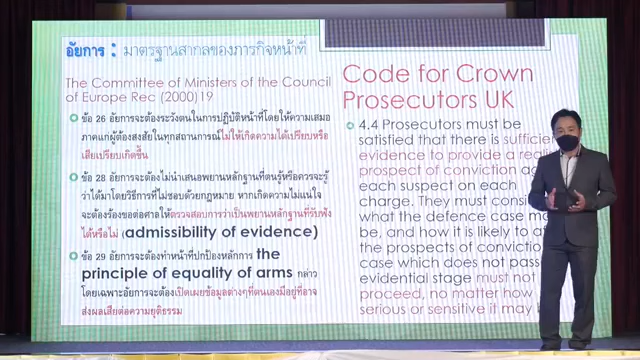 อัยการ : มาตรฐานสากลของภารกิจหน้าที่
The Committee of Ministers of the Council
of Europe Rec (2000)19
ข้อ 26 อัยการจะต้องระวังตนในการปฏิบัติหน้าที่โดยให้ความเสมอ
ภาคแก่ผู้ต้องสงสัยในทุกสถานการณ์ไม่ให้เกิดความได้เปรียบหรือ
เสียเปรียบเกิดขึ้น
ข้อ 28 อัยการจะต้องไม่นำเสนอพยานหลักฐานที่ตนรู้หรือควรจะรู้
ว่าได้มาโดยวิธีการที่ไม่ชอบด้วยกฎหมาย หากเกิดความไม่แน่ใจ
จะต้องร้องขอต่อศาลให้ตรวจสอบการว่าเป็นพยานหลักฐานที่รับฟัง
ได้หรือไม่ (admissibility of evidence)
ข้อ 29 อัยการจะต้องทำหน้าที่ปกป้องหลักการ the
principle of equality of arms กล่าว
โดยเฉพาะอัยการจะต้องเปิดเผยข้อมูลต่างๆที่ตนเองมีอยู่ที่อาจ
ส่งผลเสียต่อความยุติธรรม
Code for Crown
Prosecutors UK
4.4 Prosecutors must be
satisfied that there is sufficie
evidence to provide a reali
prospect of conviction ag
each suspect on each
charge. They must consi
what the defence case m
be, and how it is likely to a
the prospects of convictio
case which does not pass
evidential stage must not
proceed, no matter how
serious or sensitive it may b